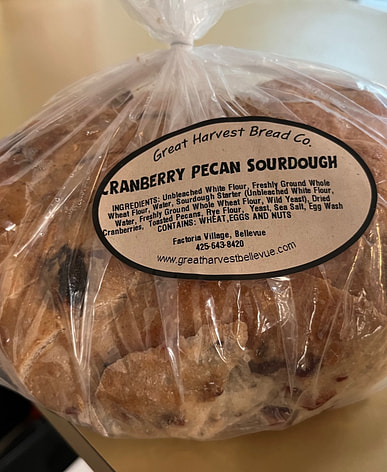 Great Harvest Bread Co.
CRANBERRY PECAN SOURDOUGH
INGREDIENTS: Unbleached White Flour, Freshly Ground Whole
Wheat Flour, Water, Sourdough Starter (Unbleached White Flour,
Water, Freshly Ground Whole Wheat Flour, Wild Yeast), Dried
Cranberries, Toasted Pecans, Rye Flour, Yeast, Sea Salt, Egg Wash
CONTAINS: WHEAT, EGGS AND NUTS
Factoria Village, Bellevue
425-643-8420
www.greatharvestbellevue.com